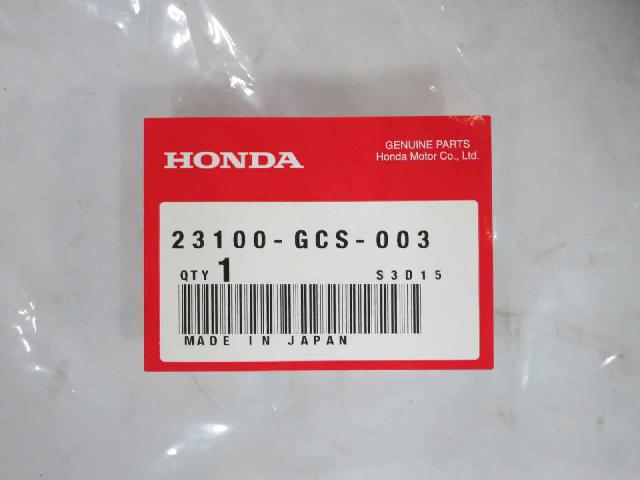 HONDA
GENUINE PARTS
Honda Motor Co., Ltd.
23100-GCS-003
QTY 1 S3D15
MADE IN JAPAN